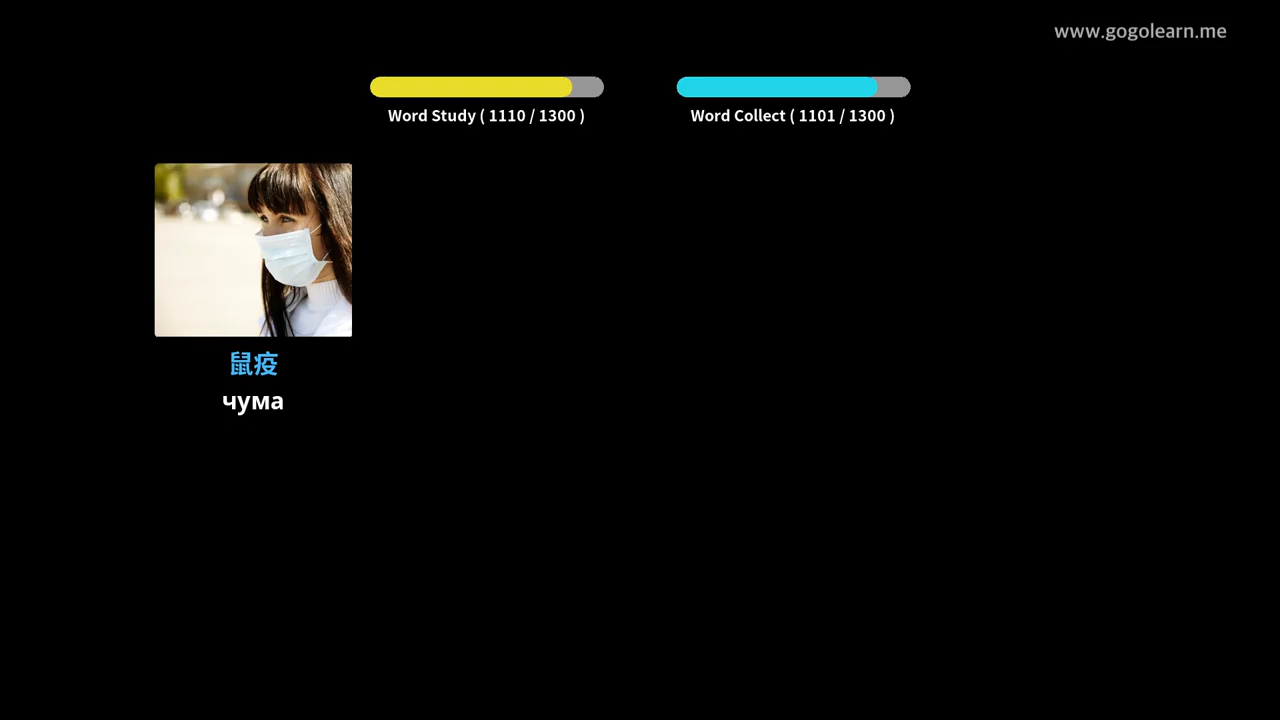 www.gogolearn.me
Word Study ( 1110 / 1300 )
Word Collect ( 1101 / 1300 )
鼠疫
чума